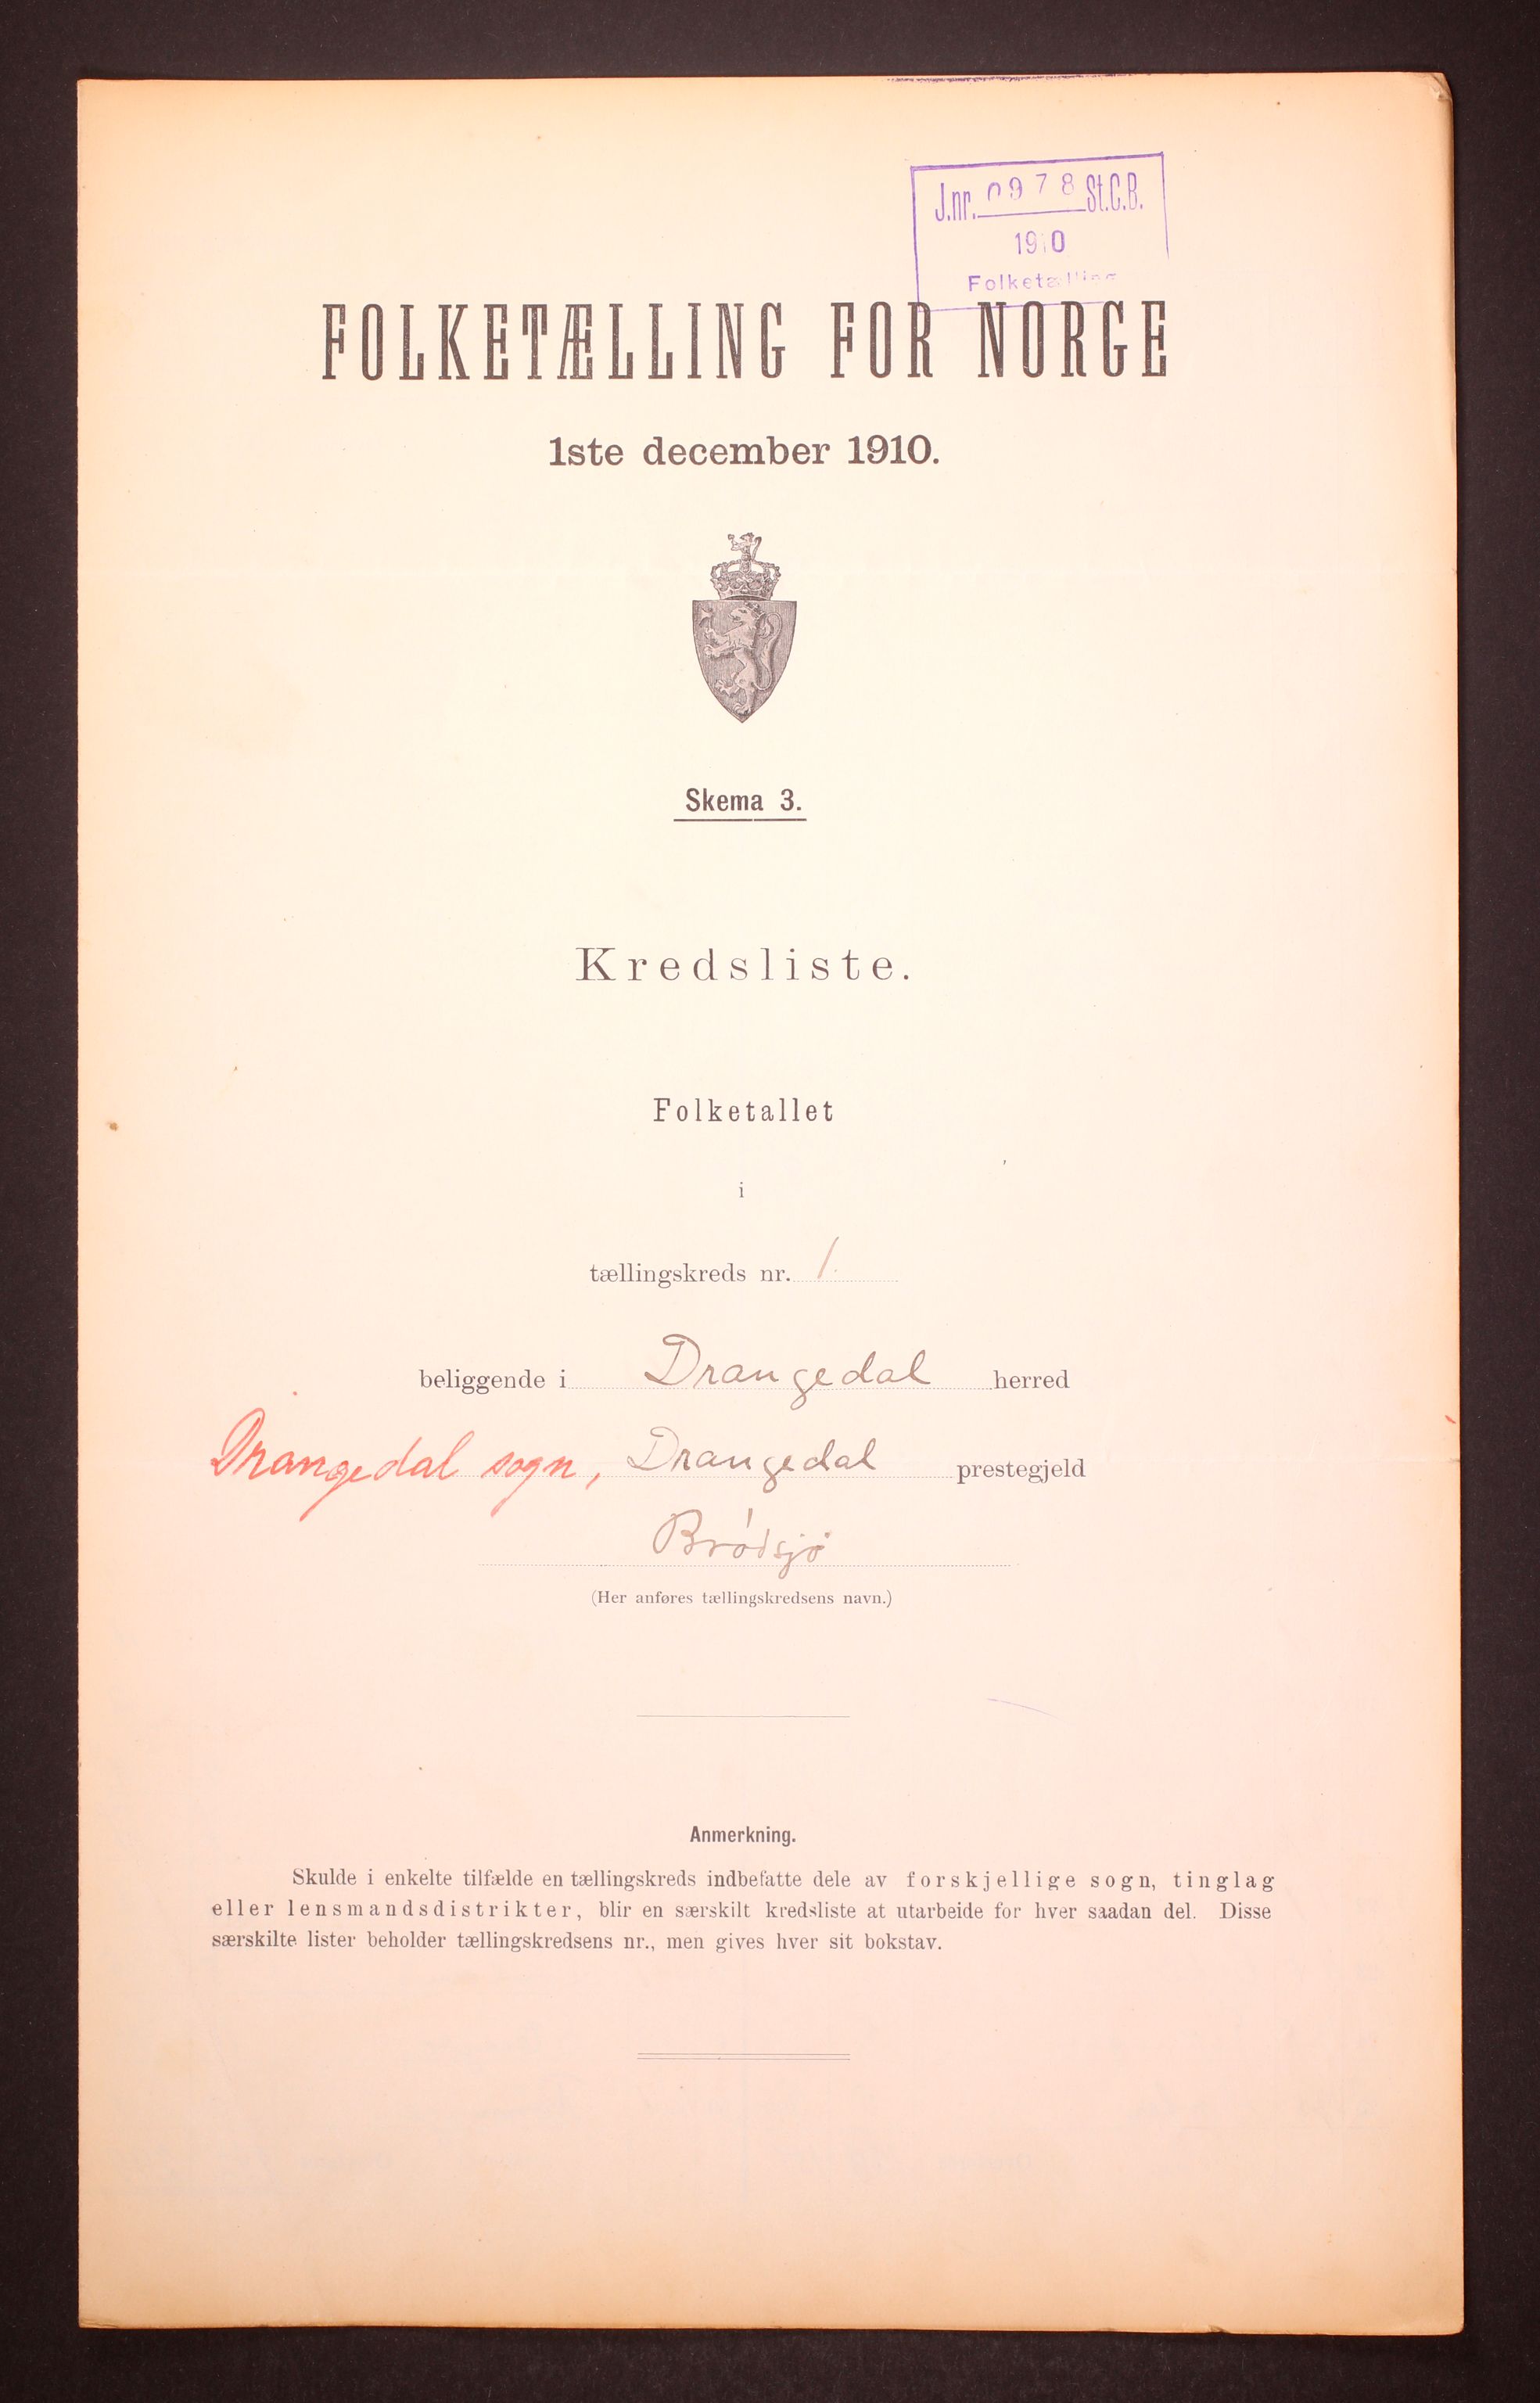 J.nr. 0978 St.C.B.
1910
Folketælling
FOLKETÆLLING FOR NORGE
1ste december 1910.
Skema 3.
Kredsliste.
Folketallet
i
tællingskreds nr. 1
beliggende i Drangedal herred
Drangedal sogn, Drangedal prestegjeld
Brødsjø
(Her anføres tællingskredsens navn.)
Anmerkning.
Skulde i enkelte tilfælde en tællingskreds indbefatte dele av forskjellige sogn, tinglag
eller lensmandsdistrikter, blir en særskilt kredsliste at utarbeide for hver saadan del. Disse
særskilte lister beholder tællingskredsens nr., men gives hver sit bokstav.